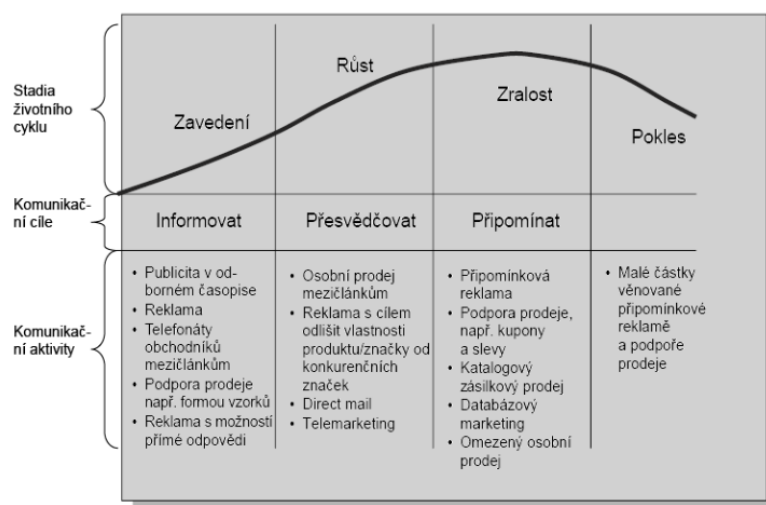 Stadia
životního
cyklu
Zavedení
Růst
Zralost
Pokles
Komunikač-
ní cíle
Informovat
Přesvědčovat
Připomínat
Komunikač-
ní aktivity
• Publicita v od-
borném časopise
• Reklama
• Telefonáty
obchodníků
mezičlánkům
• Podpora prodeje
např. formou vzorků
• Reklama s možností
přímé odpovědi
• Osobní prodej
mezičlánkům
• Reklama s cílem
odlišit vlastnosti
produktu/značky od
konkurenčních
značek
• Direct mail
• Telemarketing
• Připomínková
reklama
• Podpora prodeje,
např. kupony
a slevy
• Katalogový
zásilkový prodej
• Databázový
marketing
• Omezený osobní
prodej
• Malé částky
věnované
připomínkové
reklamě
a podpoře
prodeje